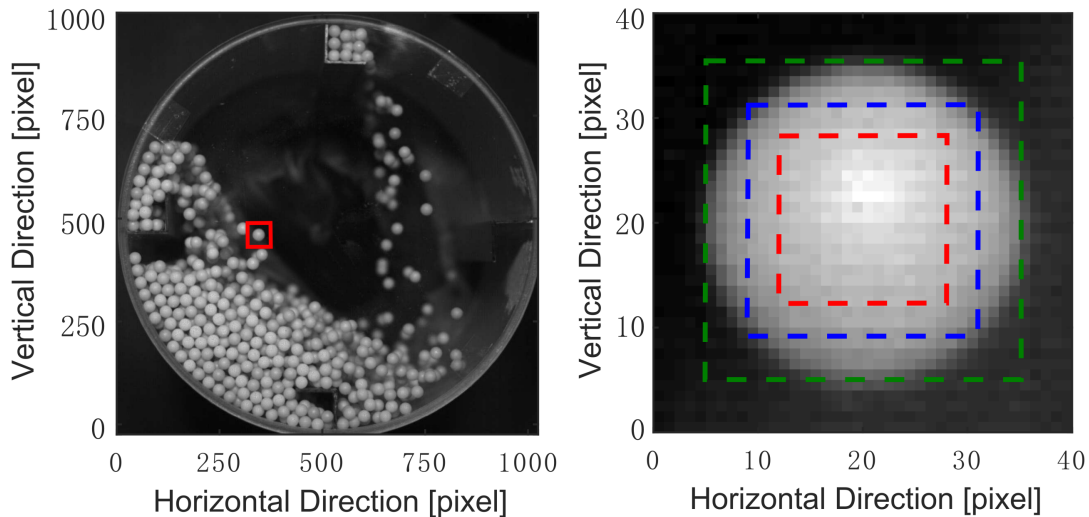 1000
750
500
250
0
0 250 500 750 1000
Vertical Direction [pixel]
Horizontal Direction [pixel]
40
30
20
10
0
0 10 20 30 40
Vertical Direction [pixel]
Horizontal Direction [pixel]